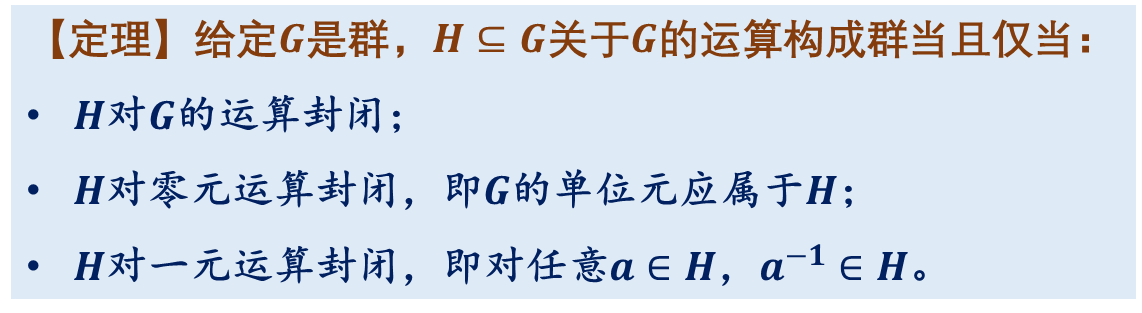 【定理】给定G是群，H ⊆ G关于G的运算构成群当且仅当：
• H对G的运算封闭；
• H对零元运算封闭，即G的单位元应属于H；
• H对一元运算封闭，即对任意a ∈ H，a⁻¹ ∈ H。